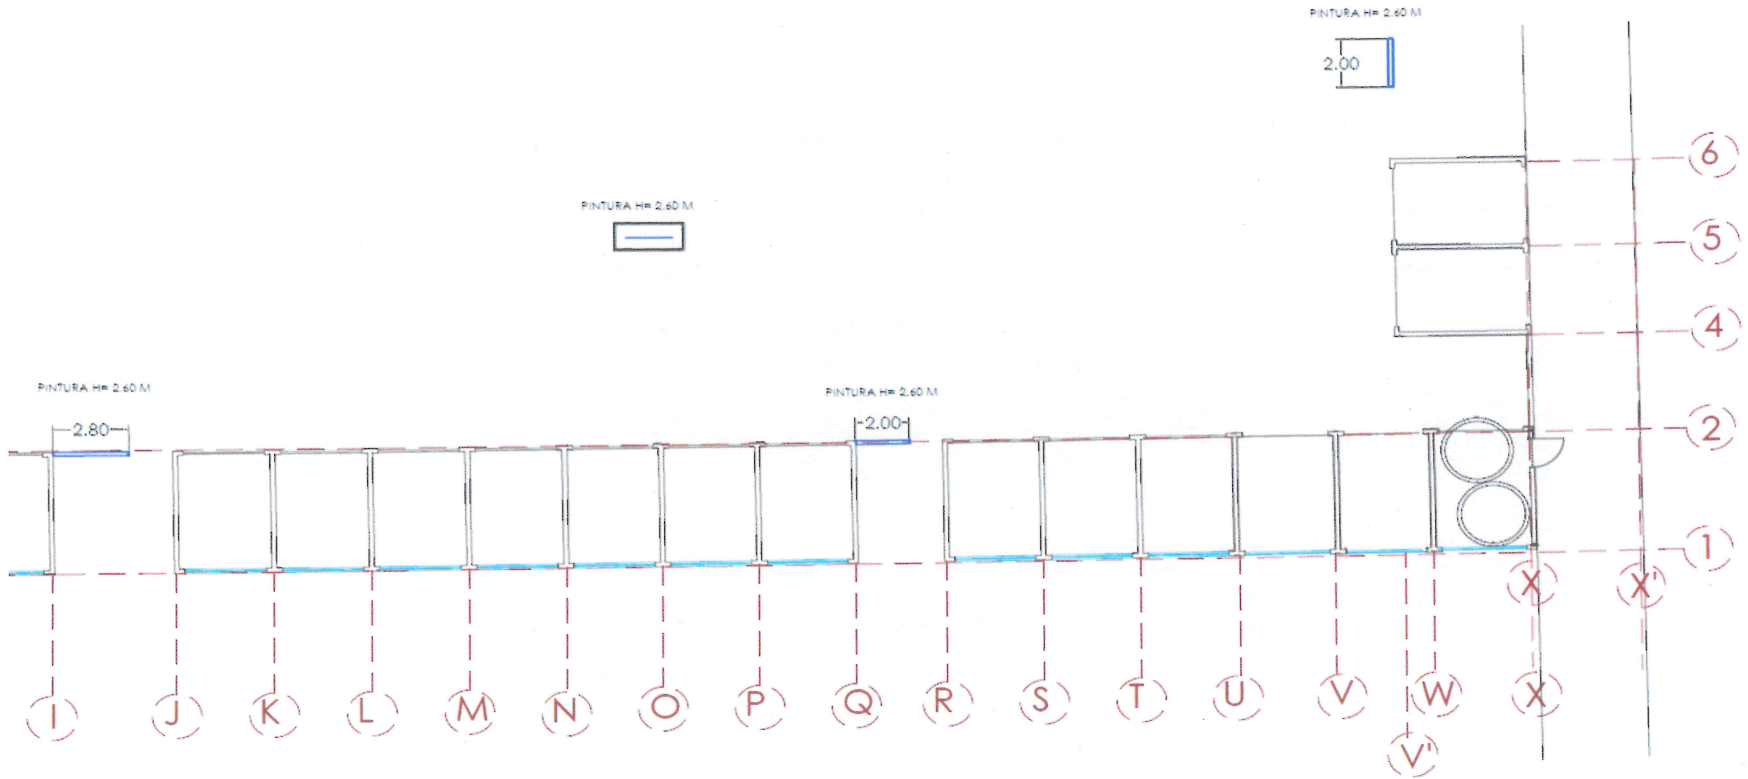 PINTURA H= 2.60 M
2.00
6
PINTURA H= 2.60 M
5
4
PINTURA H= 2.60 M
PINTURA H= 2.60 M
2.80
2.00
2
1
X
X'
I
J
K
L
M
N
O
P
Q
R
S
T
U
V
W
X
V'